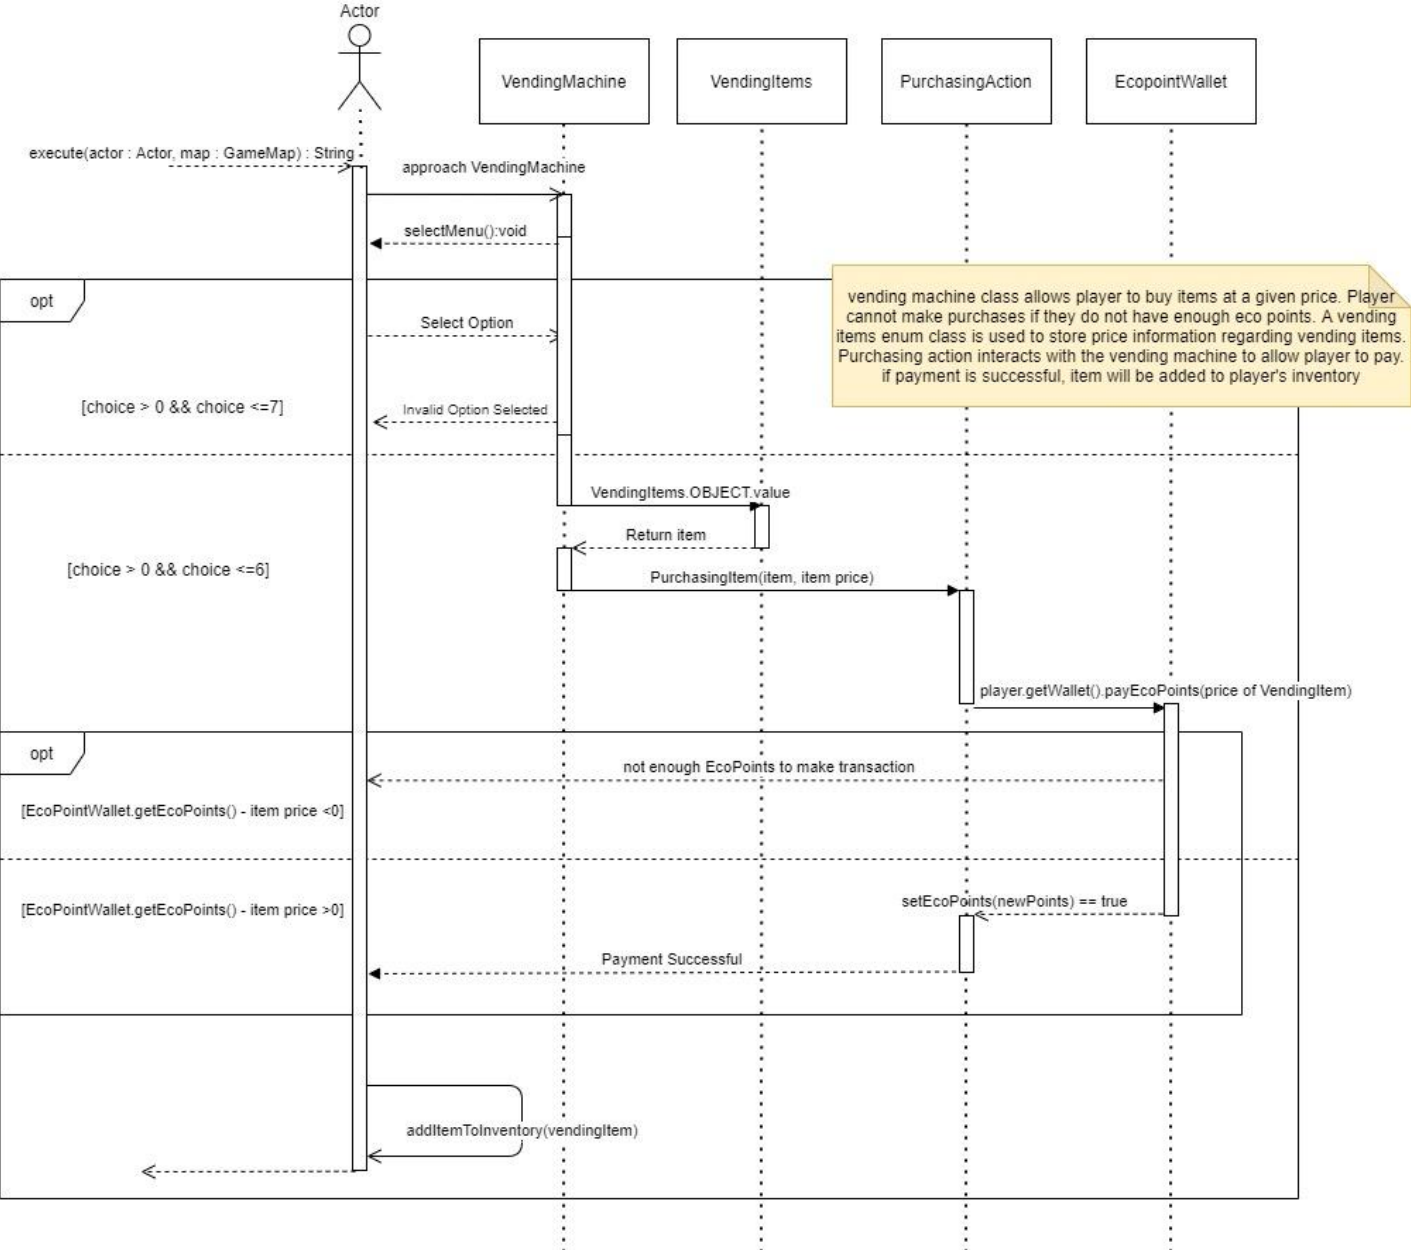 Actor
VendingMachine
VendingItems
PurchasingAction
EcopointWallet
execute(actor : Actor, map : GameMap) : String
approach VendingMachine
selectMenu():void
opt
vending machine class allows player to buy items at a given price. Player
cannot make purchases if they do not have enough eco points. A vending
items enum class is used to store price information regarding vending items.
Purchasing action interacts with the vending machine to allow player to pay.
if payment is successful, item will be added to player's inventory
Select Option
[choice > 0 && choice <=7]
Invalid Option Selected
VendingItems.OBJECT.value
Return item
[choice > 0 && choice <=6]
PurchasingItem(item, item price)
player.getWallet().payEcoPoints(price of VendingItem)
opt
not enough EcoPoints to make transaction
[EcoPointWallet.getEcoPoints() - item price <0]
setEcoPoints(newPoints) == true
[EcoPointWallet.getEcoPoints() - item price >0]
Payment Successful
addItemToInventory(vendingItem)